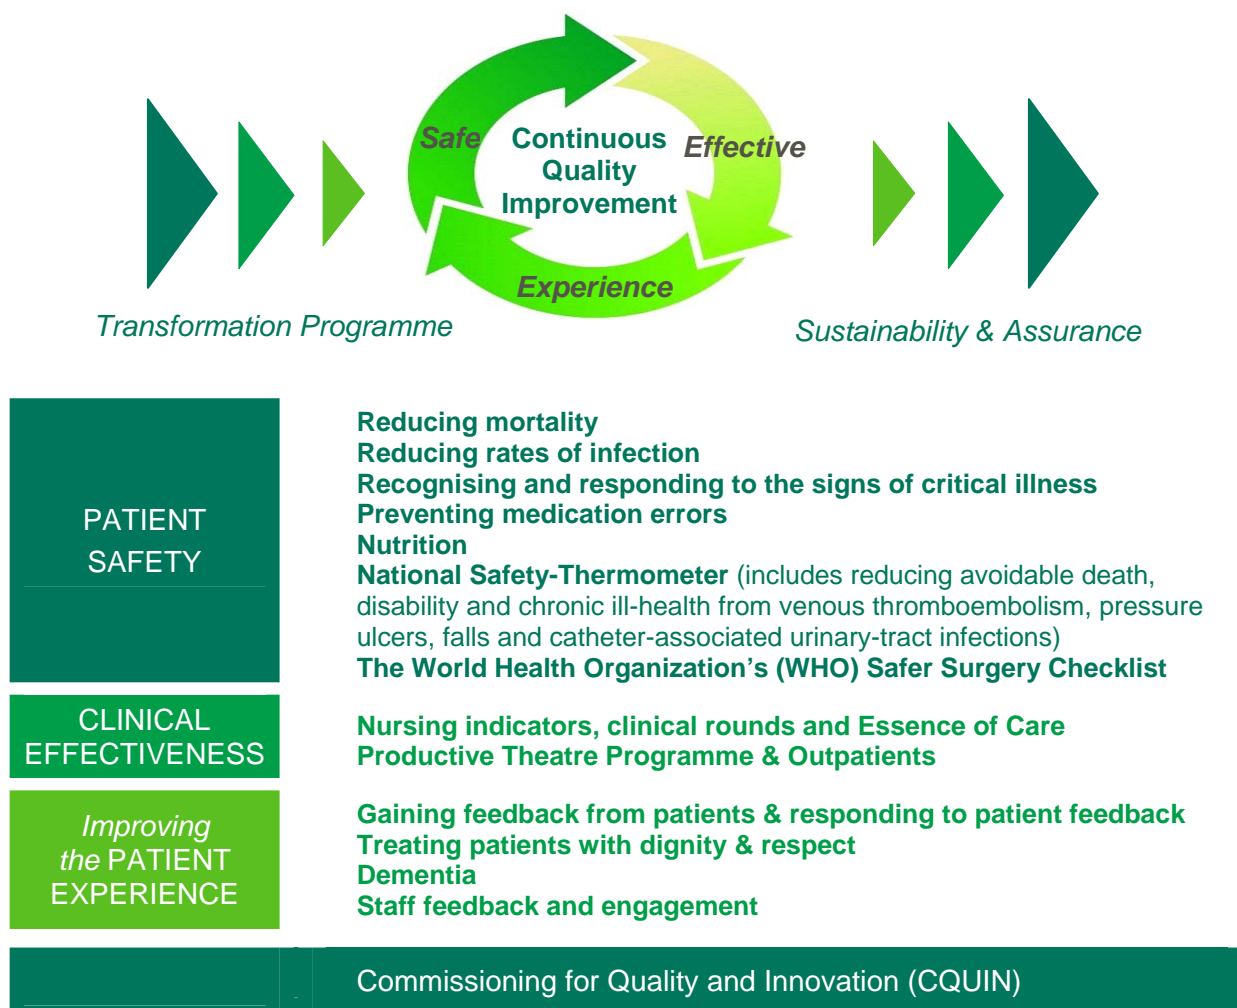 Safe
Continuous
Quality
Improvement
Effective
Experience
Transformation Programme
Sustainability & Assurance
PATIENT
SAFETY
Reducing mortality
Reducing rates of infection
Recognising and responding to the signs of critical illness
Preventing medication errors
Nutrition
National Safety-Thermometer (includes reducing avoidable death,
disability and chronic ill-health from venous thromboembolism, pressure
ulcers, falls and catheter-associated urinary-tract infections)
The World Health Organization’s (WHO) Safer Surgery Checklist
CLINICAL
EFFECTIVENESS
Nursing indicators, clinical rounds and Essence of Care
Productive Theatre Programme & Outpatients
Improving
the PATIENT
EXPERIENCE
Gaining feedback from patients & responding to patient feedback
Treating patients with dignity & respect
Dementia
Staff feedback and engagement
Commissioning for Quality and Innovation (CQUIN)